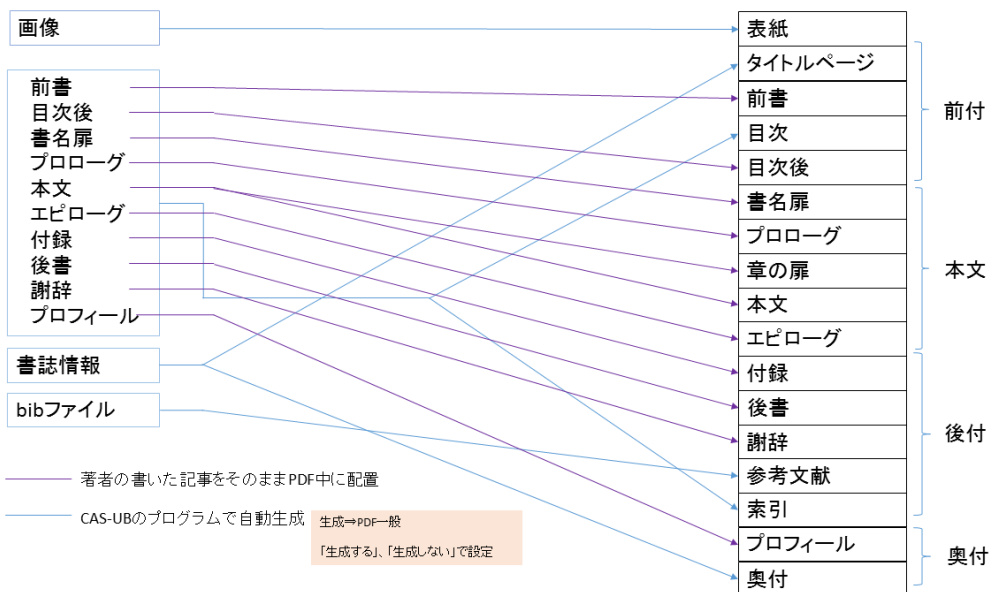 画像
前書
目次後
書名扉
プロローグ
本文
エピローグ
付録
後書
謝辞
プロフィール
書誌情報
bibファイル
著者の書いた記事をそのままPDF中に配置
CAS-UBのプログラムで自動生成
生成⇒PDF一般
「生成する」、「生成しない」で設定
表紙
タイトルページ
前書
目次
目次後
書名扉
プロローグ
章の扉
本文
エピローグ
付録
後書
謝辞
参考文献
索引
プロフィール
奥付
前付
本文
後付
奥付